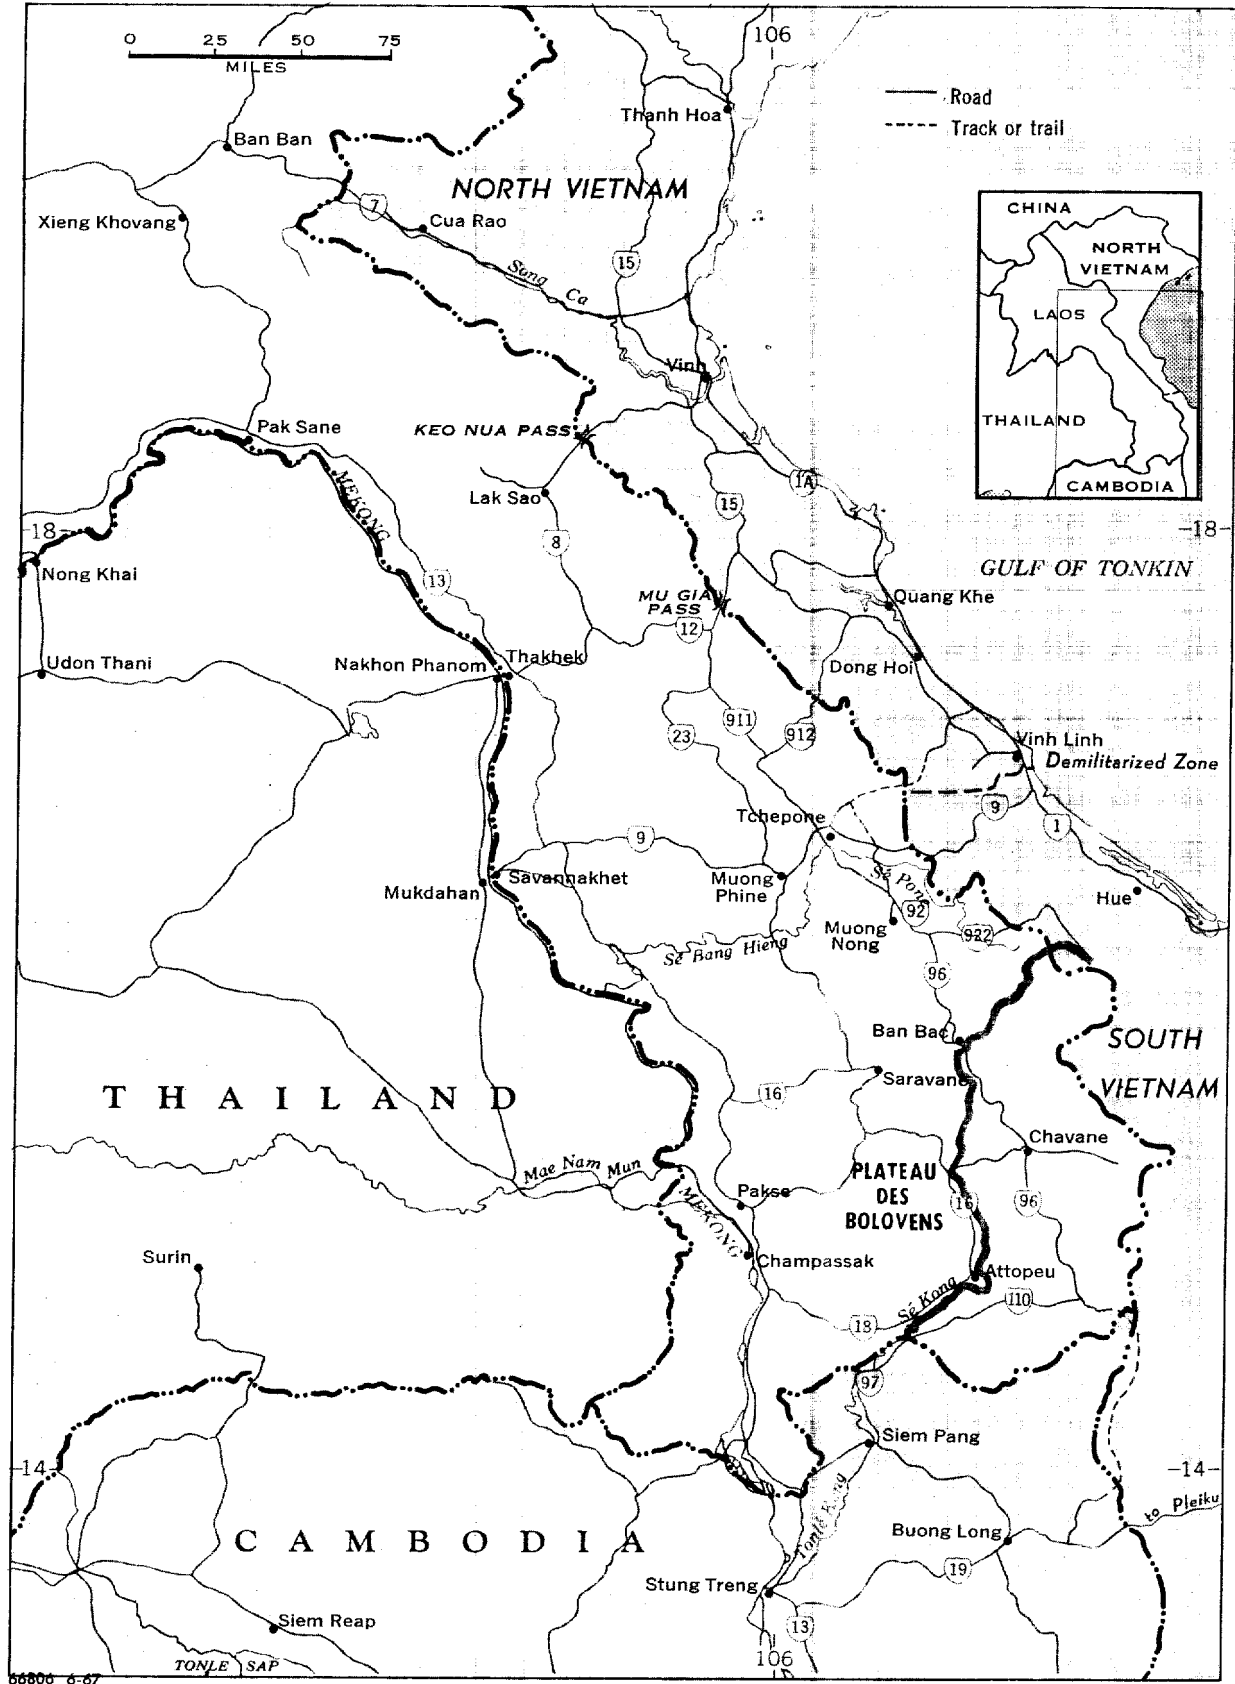 0 25 50 75
MILES
106
Road
Track or trail
Thanh Hoa
Ban Ban
NORTH VIETNAM
7
Xieng Khovang
Cua Rao
CHINA
NORTH
VIETNAM
LAOS
THAILAND
CAMBODIA
15
Song Ca
Vinh
Pak Sane
KEO NUA PASS
MEKONG
Lak Sao
1A
15
18
18
8
Nong Khai
13
GULF OF TONKIN
MU GIA
PASS
Quang Khe
12
Udon Thani
Nakhon Phanom
Thakhek
Dong Hoi
23
911
912
Vinh Linh
Demilitarized Zone
9
1
Tchepone
9
Mukdahan
Savannakhet
Muong
Phine
Sé Pone
92
Hue
Muong
Nong
922
Sé Bang Hieng
96
Ban Bac
SOUTH
VIETNAM
THAILAND
16
Saravane
Chavane
Mae Nam Mun
PLATEAU
DES
BOLOVENS
MEKONG
Pakse
16
96
Surin
Champassak
Attopeu
Sé Kong
110
18
97
Siem Pang
14
14
Tonle Kong
to Pleiku
CAMBODIA
Buong Long
19
Stung Treng
Siem Reap
13
TONLE SAP
106
66806 6-67